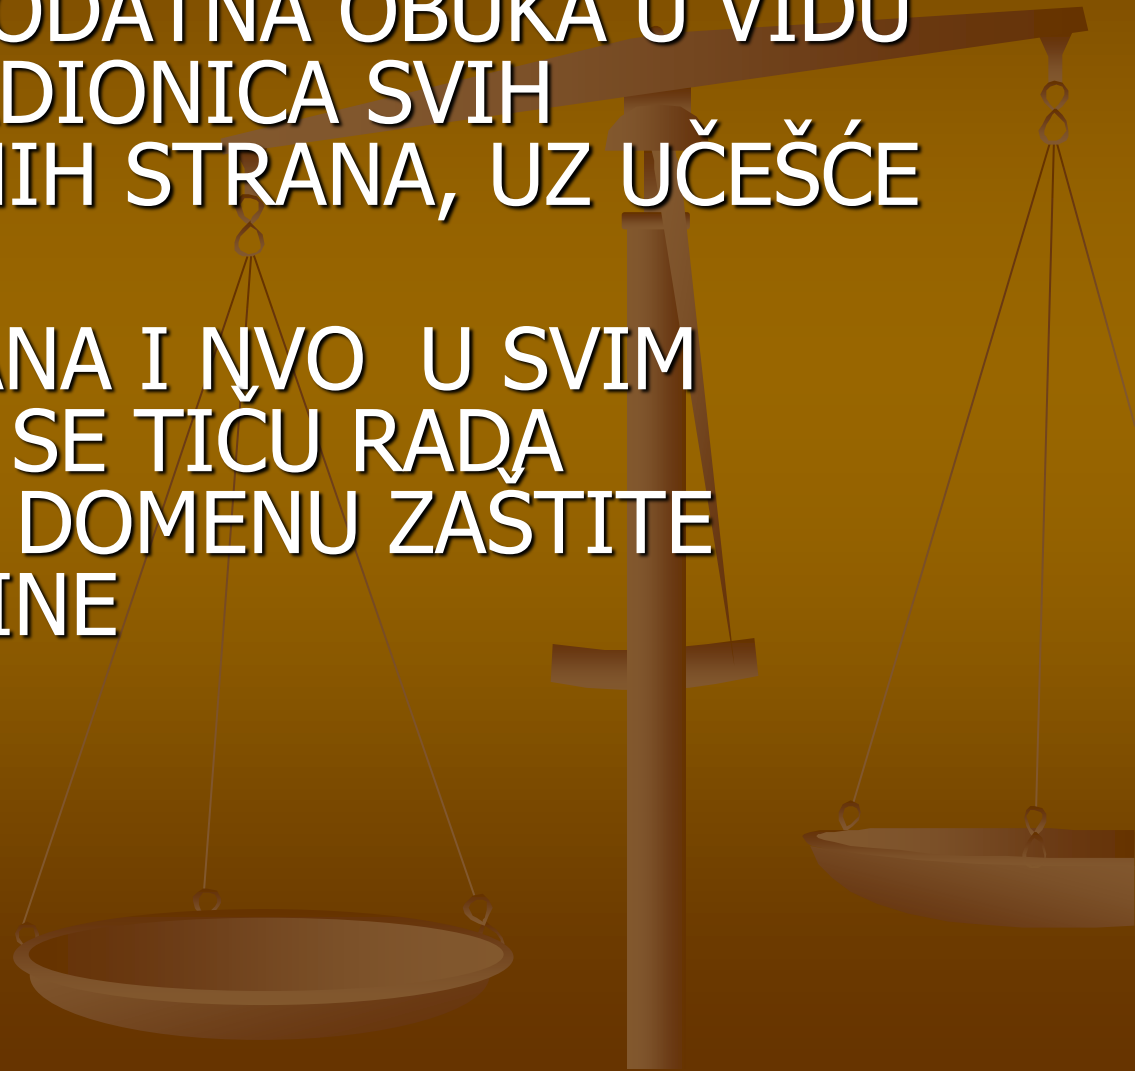 ODATNA OBUKA U VIDU
DIONICA SVIH
NIH STRANA, UZ UČEŠĆE
ANA I NVO U SVIM
SE TIČU RADA
DOMENU ZAŠTITE
INE